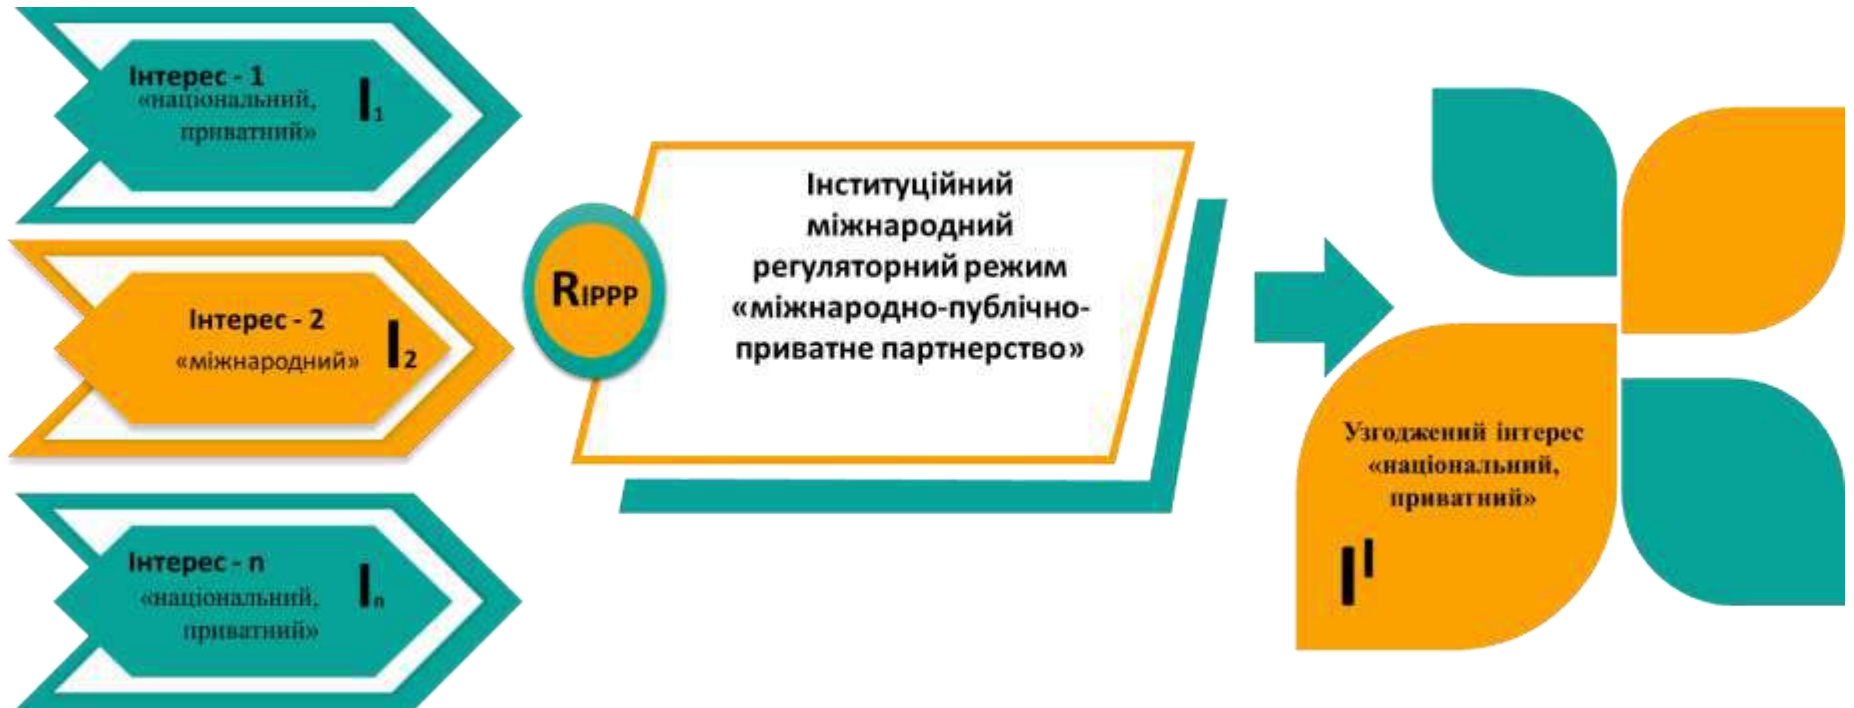 Інтерес - 1
«національний,
приватний»
I1
Інтерес - 2
«міжнародний»
I2
Інтерес - n
«національний,
приватний»
In
RIPPP
Інституційний
міжнародний
регуляторний режим
«міжнародно-публічно-
приватне партнерство»
Узгоджений інтерес
«національний,
приватний»
II